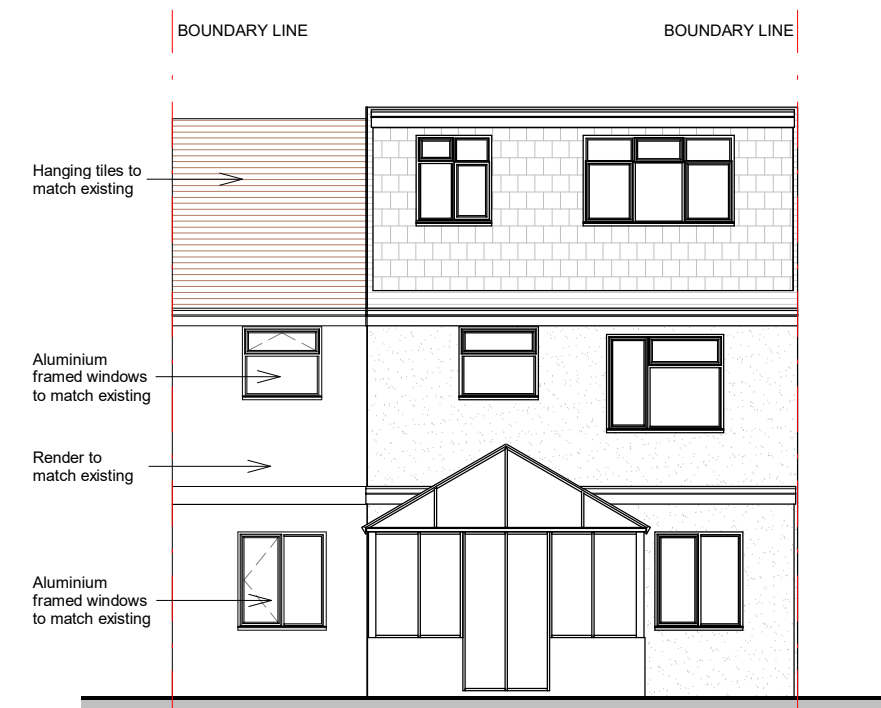 BOUNDARY LINE
BOUNDARY LINE
Hanging tiles to
match existing
Aluminium
framed windows
to match existing
Render to
match existing
Aluminium
framed windows
to match existing